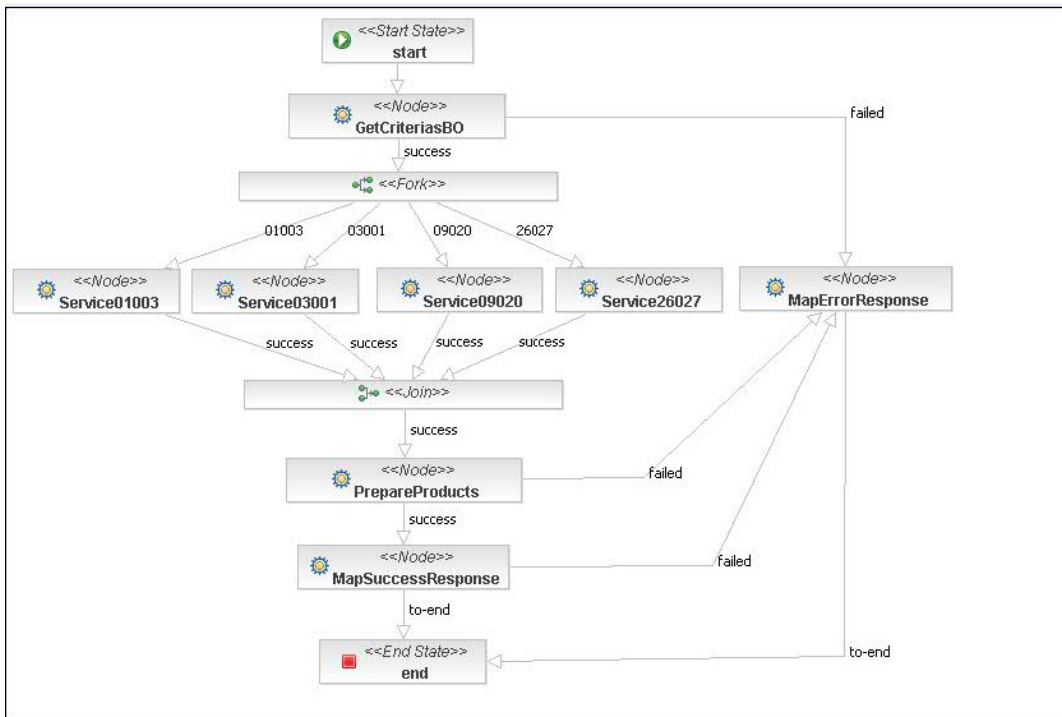 <<Start State>>
start
<<Node>>
GetCriteriasBO
failed
success
<<Fork>>
01003
03001
09020
26027
<<Node>>
Service01003
<<Node>>
Service03001
<<Node>>
Service09020
<<Node>>
Service26027
<<Node>>
MapErrorResponse
success
success
success
success
<<Join>>
success
<<Node>>
PrepareProducts
failed
success
<<Node>>
MapSuccessResponse
failed
to-end
<<End State>>
end
to-end